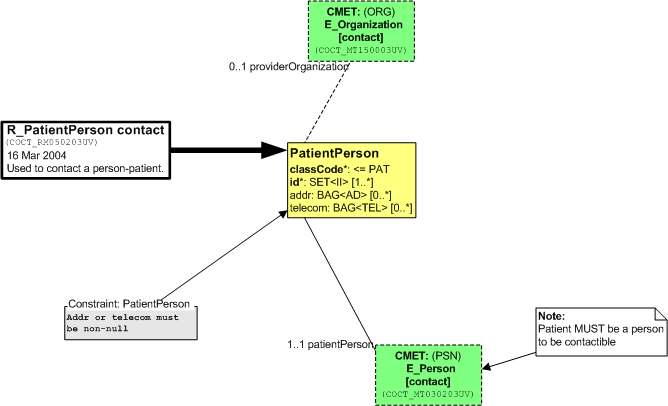 CMET: (ORG)
E_Organization
[contact]
(COCT_MT150003UV)
0..1 providerOrganization
R_PatientPerson contact
(COCT_RM050203UV)
16 Mar 2004
Used to contact a person-patient.
PatientPerson
classCode*: <= PAT
id*: SET<II> [1..*]
addr: BAG<AD> [0..*]
telecom: BAG<TEL> [0..*]
Constraint: PatientPerson
Addr or telecom must
be non-null
Note:
Patient MUST be a person
to be contactible
1..1 patientPerson
CMET: (PSN)
E_Person
[contact]
(COCT_MT030203UV)